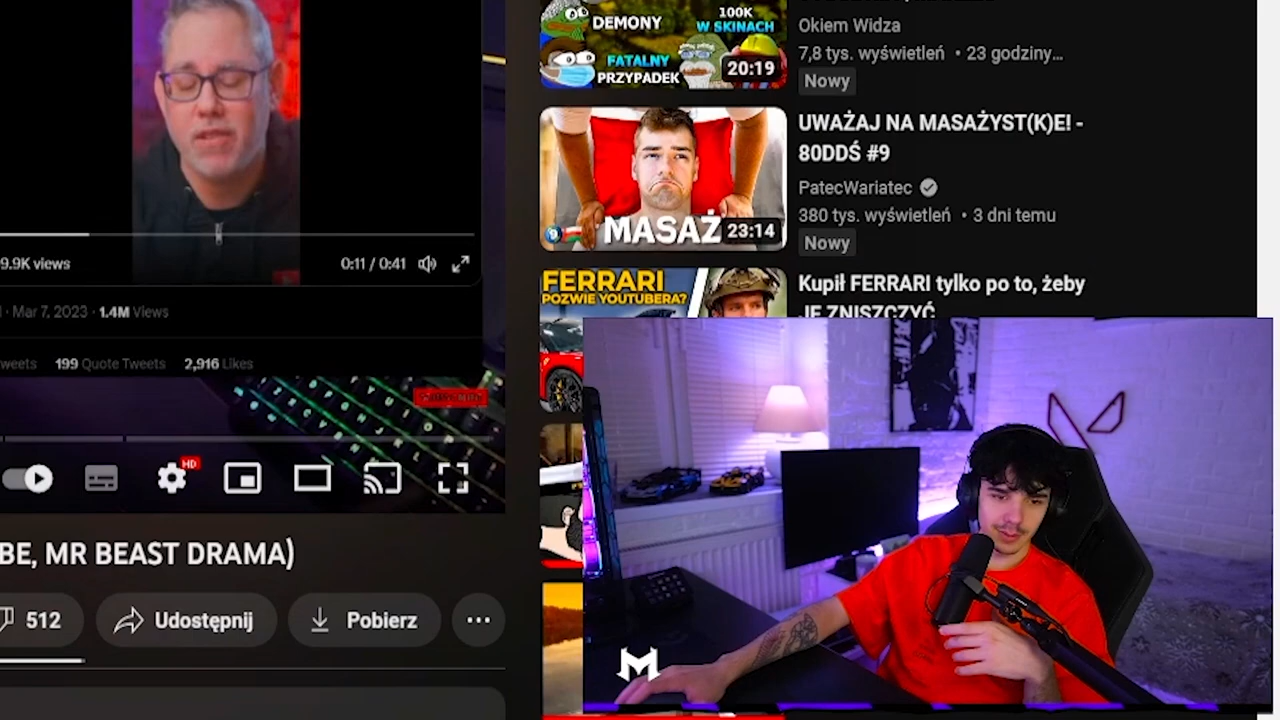 9.9K views
0:11 / 0:41
Mar 7, 2023 · 1.4M Views
199 Quote Tweets 2,916 Likes
HD
BE, MR BEAST DRAMA)
512
Udostępnij
Pobierz
DEMONY
100K
W SKINACH
FATALNY
PRZYPADEK
20:19
Okiem Widza
7,8 tys. wyświetleń • 23 godziny...
Nowy
MASAŻ
23:14
UWAŻAJ NA MASAŻYST(K)E! -
80DDŚ #9
PatecWariatec
380 tys. wyświetleń • 3 dni temu
Nowy
FERRARI
POZWIE YOUTUBERA?
Kupił FERRARI tylko po to, żeby
JE ZNISZCZYĆ